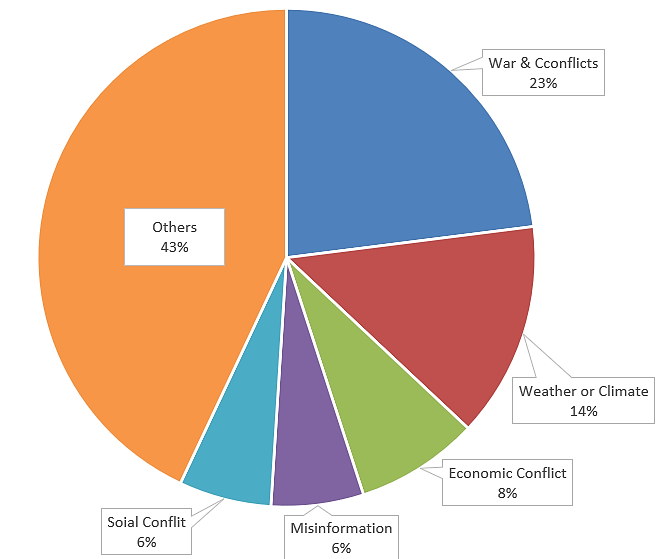 War & Cconflicts
23%
Others
43%
Weather or Climate
14%
Economic Conflict
8%
Soial Conflit
6%
Misinformation
6%